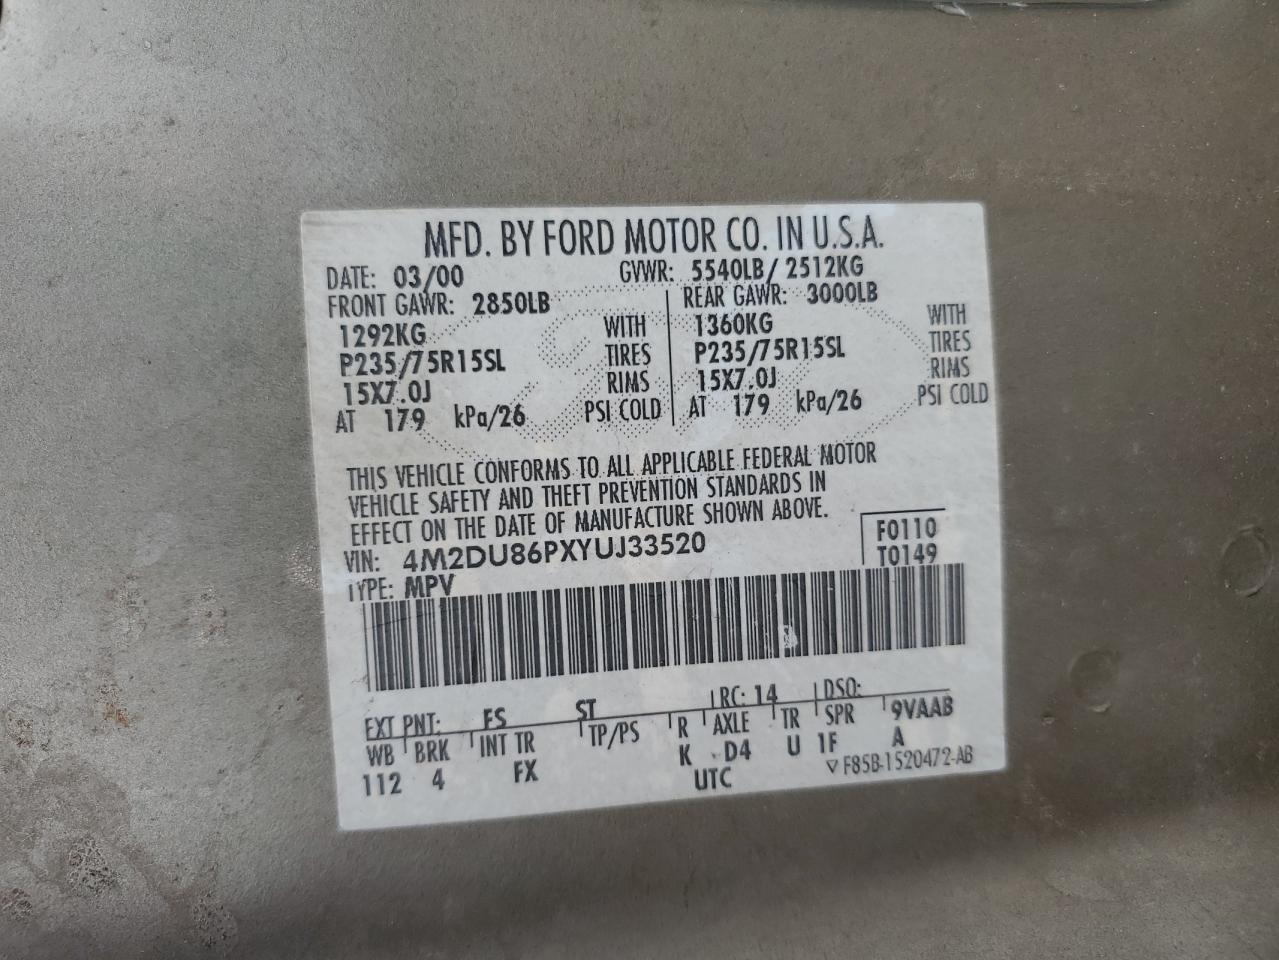 MFD. BY FORD MOTOR CO. IN U.S.A.
DATE: 03/00 GVWR: 5540LB/ 2512KG
FRONT GAWR: 2850LB REAR GAWR: 3000LB
1292KG WITH 1360KG WITH
P235/75R15SL TIRES P235/75R15SL TIRES
15X7.0J RIMS 15X7.0J RIMS
AT 179 kPa/26 PSI COLD AT 179 kPa/26 PSI COLD
THIS VEHICLE CONFORMS TO ALL APPLICABLE FEDERAL MOTOR
VEHICLE SAFETY AND THEFT PREVENTION STANDARDS IN
EFFECT ON THE DATE OF MANUFACTURE SHOWN ABOVE.
VIN: 4M2DU86PXYUJ33520 F0110
TYPE: MPV T0149
EXT PNT: FS ST RC: 14 DSO:
WB BRK INT TR TP/PS R AXLE TR SPR 9VAAB
112 4 FX K D4 U 1F A
UTC ▽ F85B-1520472-AB